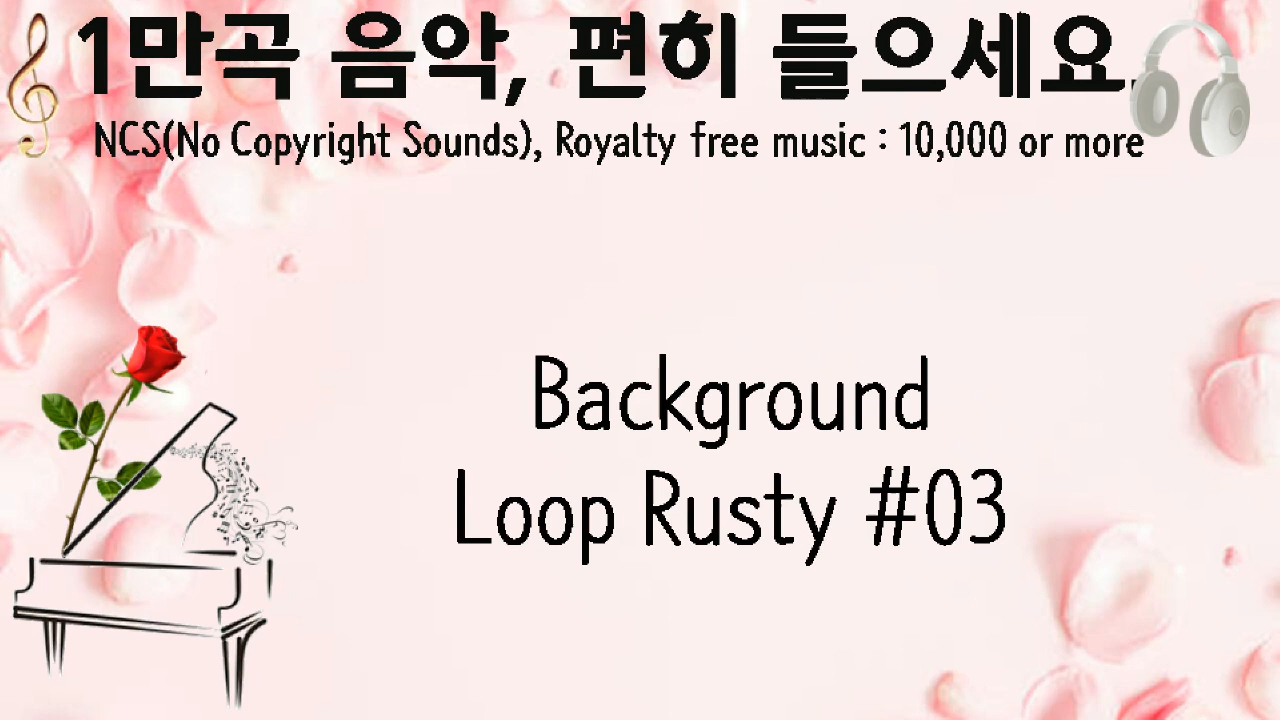 1만곡 음악, 편히 들으세요.
NCS(No Copyright Sounds), Royalty free music : 10,000 or more
Background
Loop Rusty #03